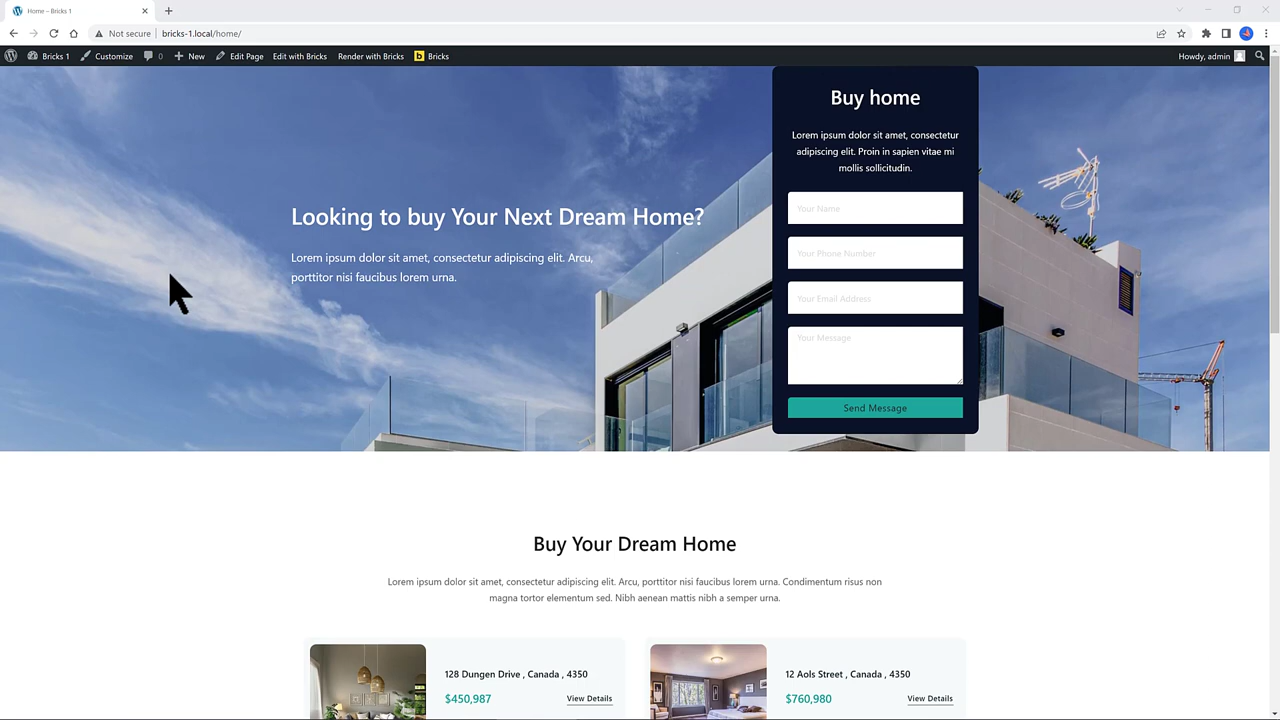 Home – Bricks 1
Not secure
bricks-1.local/home/
Bricks 1
Customize
0
New
Edit Page
Edit with Bricks
Render with Bricks
b Bricks
Howdy, admin
Looking to buy Your Next Dream Home?
Lorem ipsum dolor sit amet, consectetur adipiscing elit. Arcu,
porttitor nisi faucibus lorem urna.
Buy home
Lorem ipsum dolor sit amet, consectetur
adipiscing elit. Proin in sapien vitae mi
mollis sollicitudin.
Your Name
Your Phone Number
Your Email Address
Your Message
Send Message
Buy Your Dream Home
Lorem ipsum dolor sit amet, consectetur adipiscing elit. Arcu, porttitor nisi faucibus lorem urna. Condimentum risus non
magna tortor elementum sed. Nibh aenean mattis nibh a semper urna.
128 Dungen Drive , Canada , 4350
$450,987
View Details
12 Aols Street , Canada , 4350
$760,980
View Details